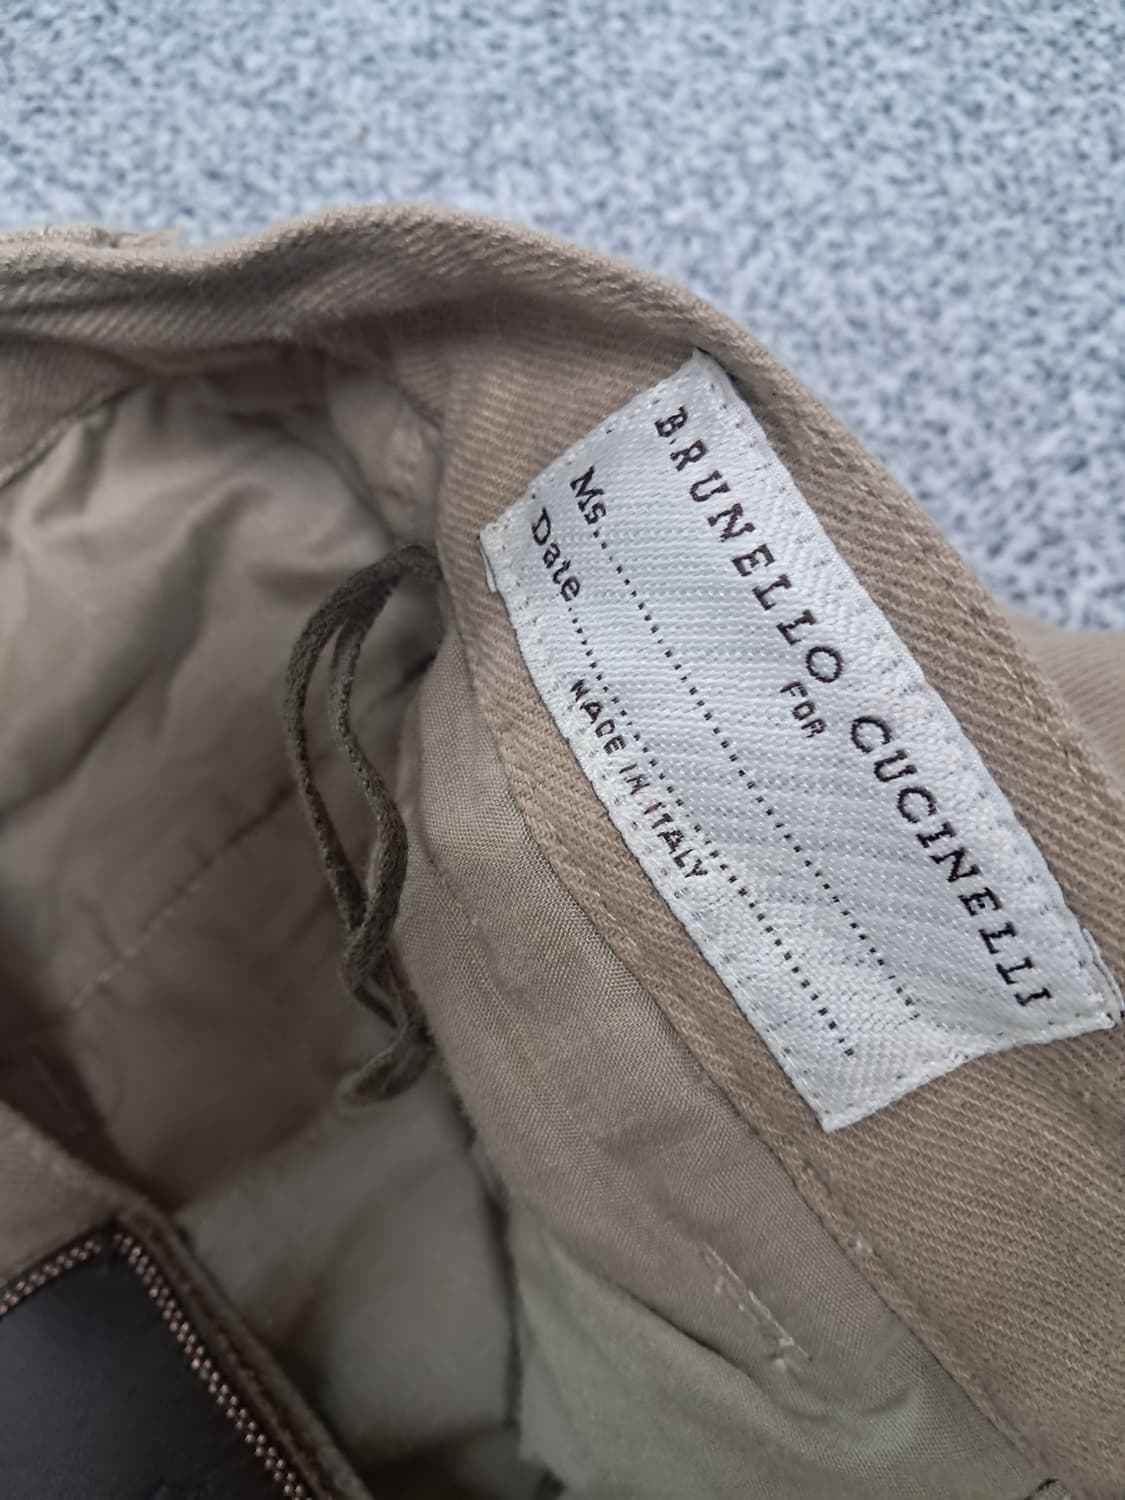 BRUNELLO CUCINELLI
FOR
Ms..............................
Date..............................
MADE IN ITALY